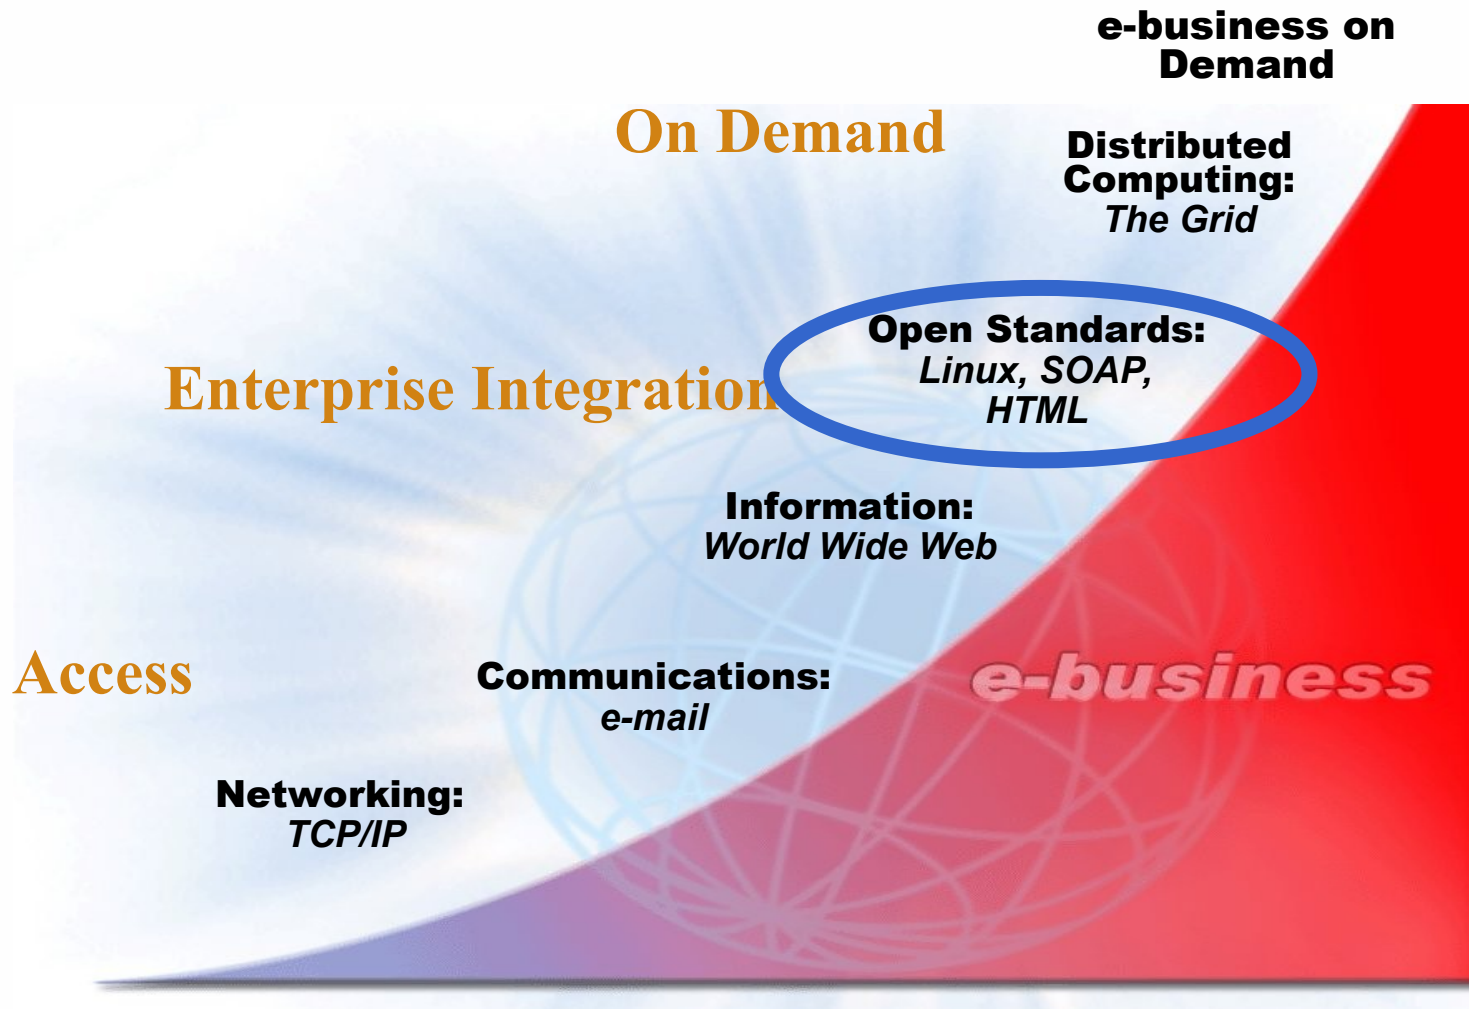 e-business on
Demand
On Demand
Distributed
Computing:
The Grid
Open Standards:
Linux, SOAP,
HTML
Enterprise Integration
Information:
World Wide Web
Access
Communications:
e-mail
e-business
Networking:
TCP/IP